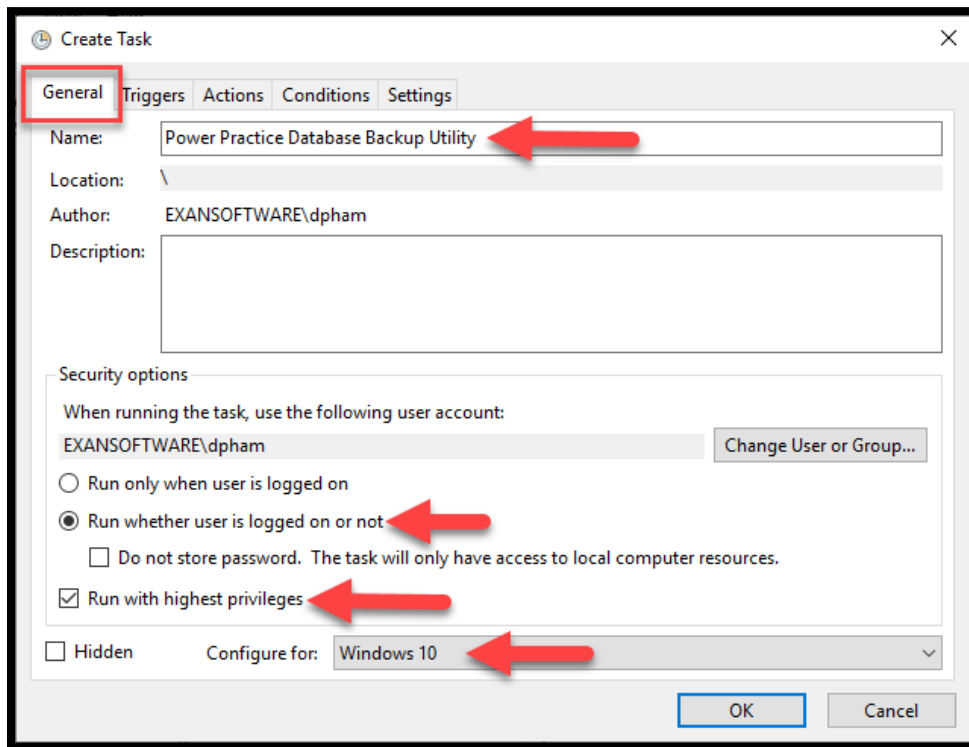 Create Task
General Triggers Actions Conditions Settings
Name: Power Practice Database Backup Utility
Location: \
Author: EXANSOFTWARE\dpham
Description:
Security options
When running the task, use the following user account:
EXANSOFTWARE\dpham Change User or Group...
Run only when user is logged on
Run whether user is logged on or not
Do not store password. The task will only have access to local computer resources.
Run with highest privileges
Hidden Configure for: Windows 10
OK Cancel